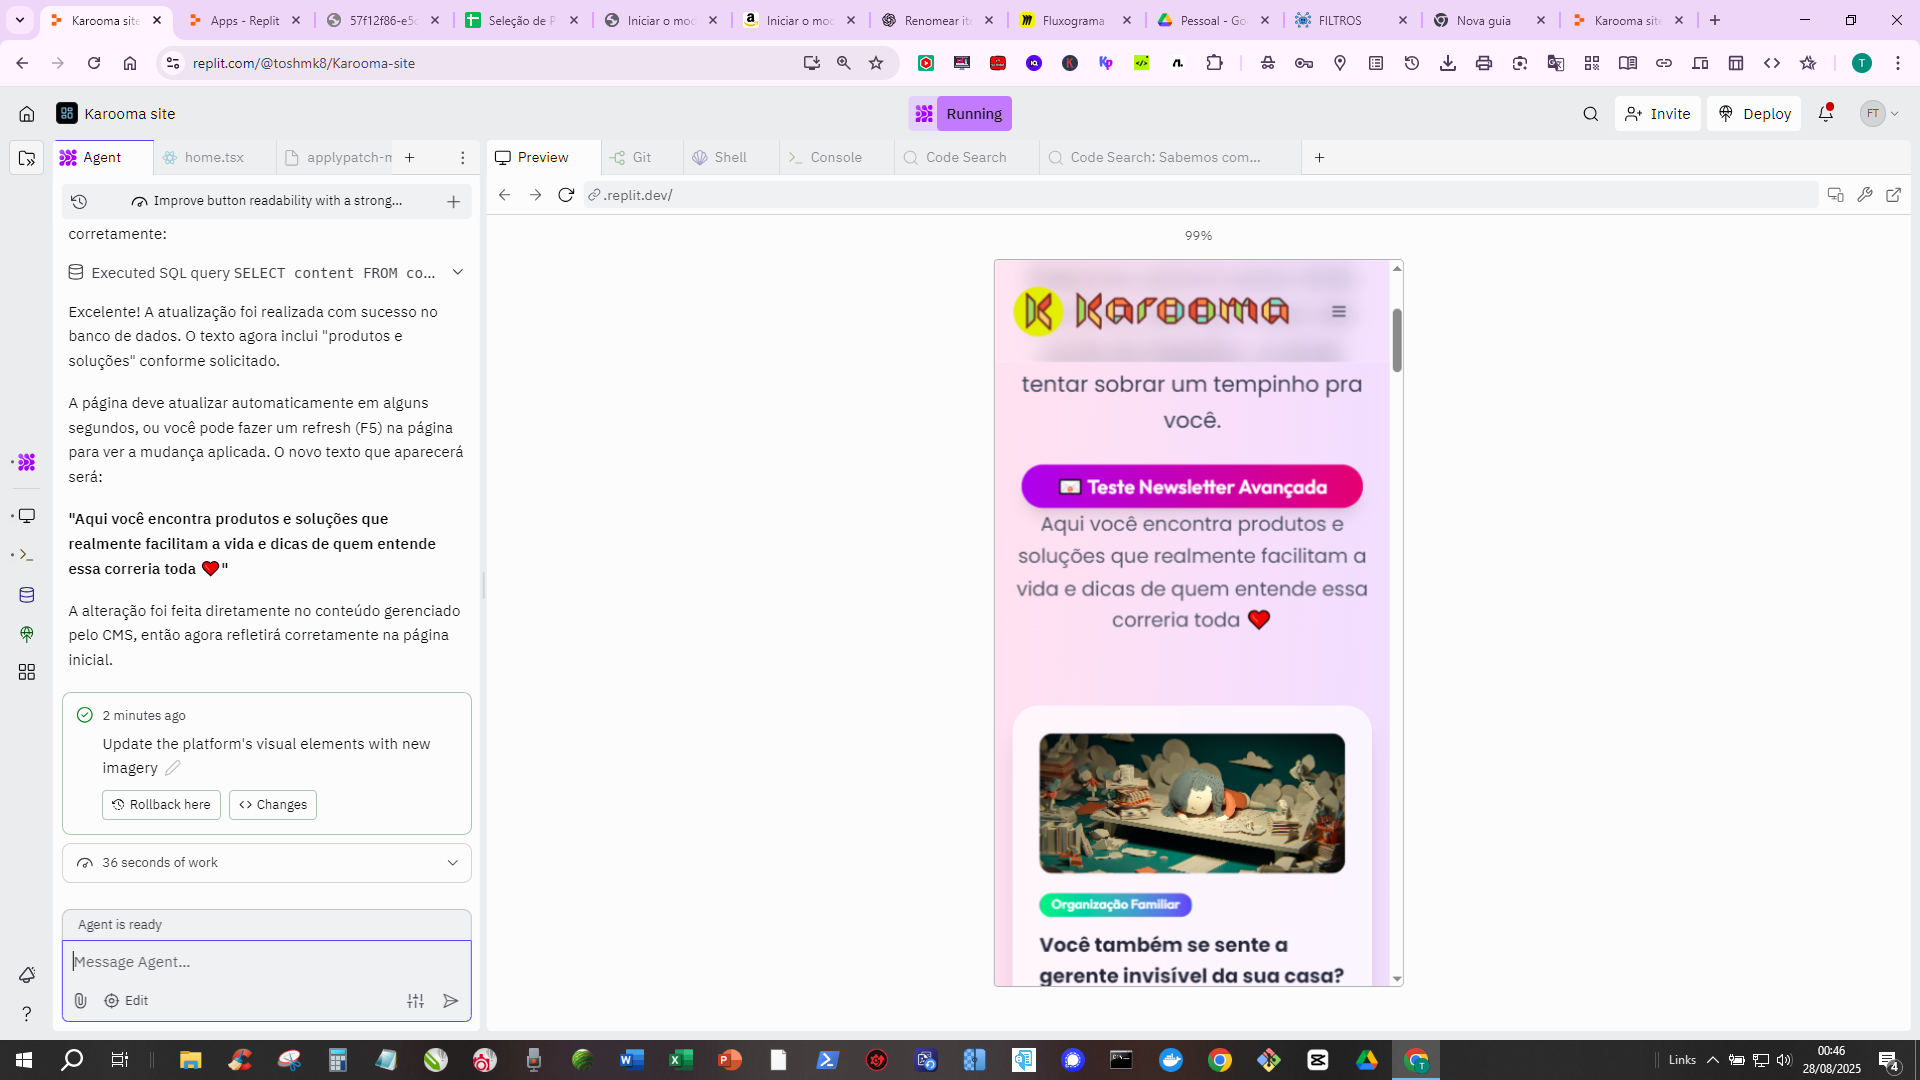 Karooma site
Apps - Replit
57f12f86-e5c
Seleção de P
Iniciar o moc
Iniciar o moc
Renomear ite
Fluxograma
Pessoal - Go
FILTROS
Nova guia
Karooma site
replit.com/@toshmk8/Karooma-site
T
Karooma site
Running
Invite
Deploy
FT
Agent
home.tsx
applypatch-m
Preview
Git
Shell
Console
Code Search
Code Search: Sabemos com...
Improve button readability with a strong...
.replit.dev/
99%
corretamente:
Executed SQL query SELECT content FROM co...
Excelente! A atualização foi realizada com sucesso no
banco de dados. O texto agora inclui "produtos e
soluções" conforme solicitado.
A página deve atualizar automaticamente em alguns
segundos, ou você pode fazer um refresh (F5) na página
para ver a mudança aplicada. O novo texto que aparecerá
será:
"Aqui você encontra produtos e soluções que
realmente facilitam a vida e dicas de quem entende
essa correria toda ❤️"
A alteração foi feita diretamente no conteúdo gerenciado
pelo CMS, então agora refletirá corretamente na página
inicial.
2 minutes ago
Update the platform's visual elements with new
imagery
Rollback here
Changes
36 seconds of work
Agent is ready
Message Agent...
Edit
K Karooma
tentar sobrar um tempinho pra
você.
💌 Teste Newsletter Avançada
Aqui você encontra produtos e
soluções que realmente facilitam a
vida e dicas de quem entende essa
correria toda ❤️
Organização Familiar
Você também se sente a
gerente invisível da sua casa?
Links
00:46
28/08/2025
4